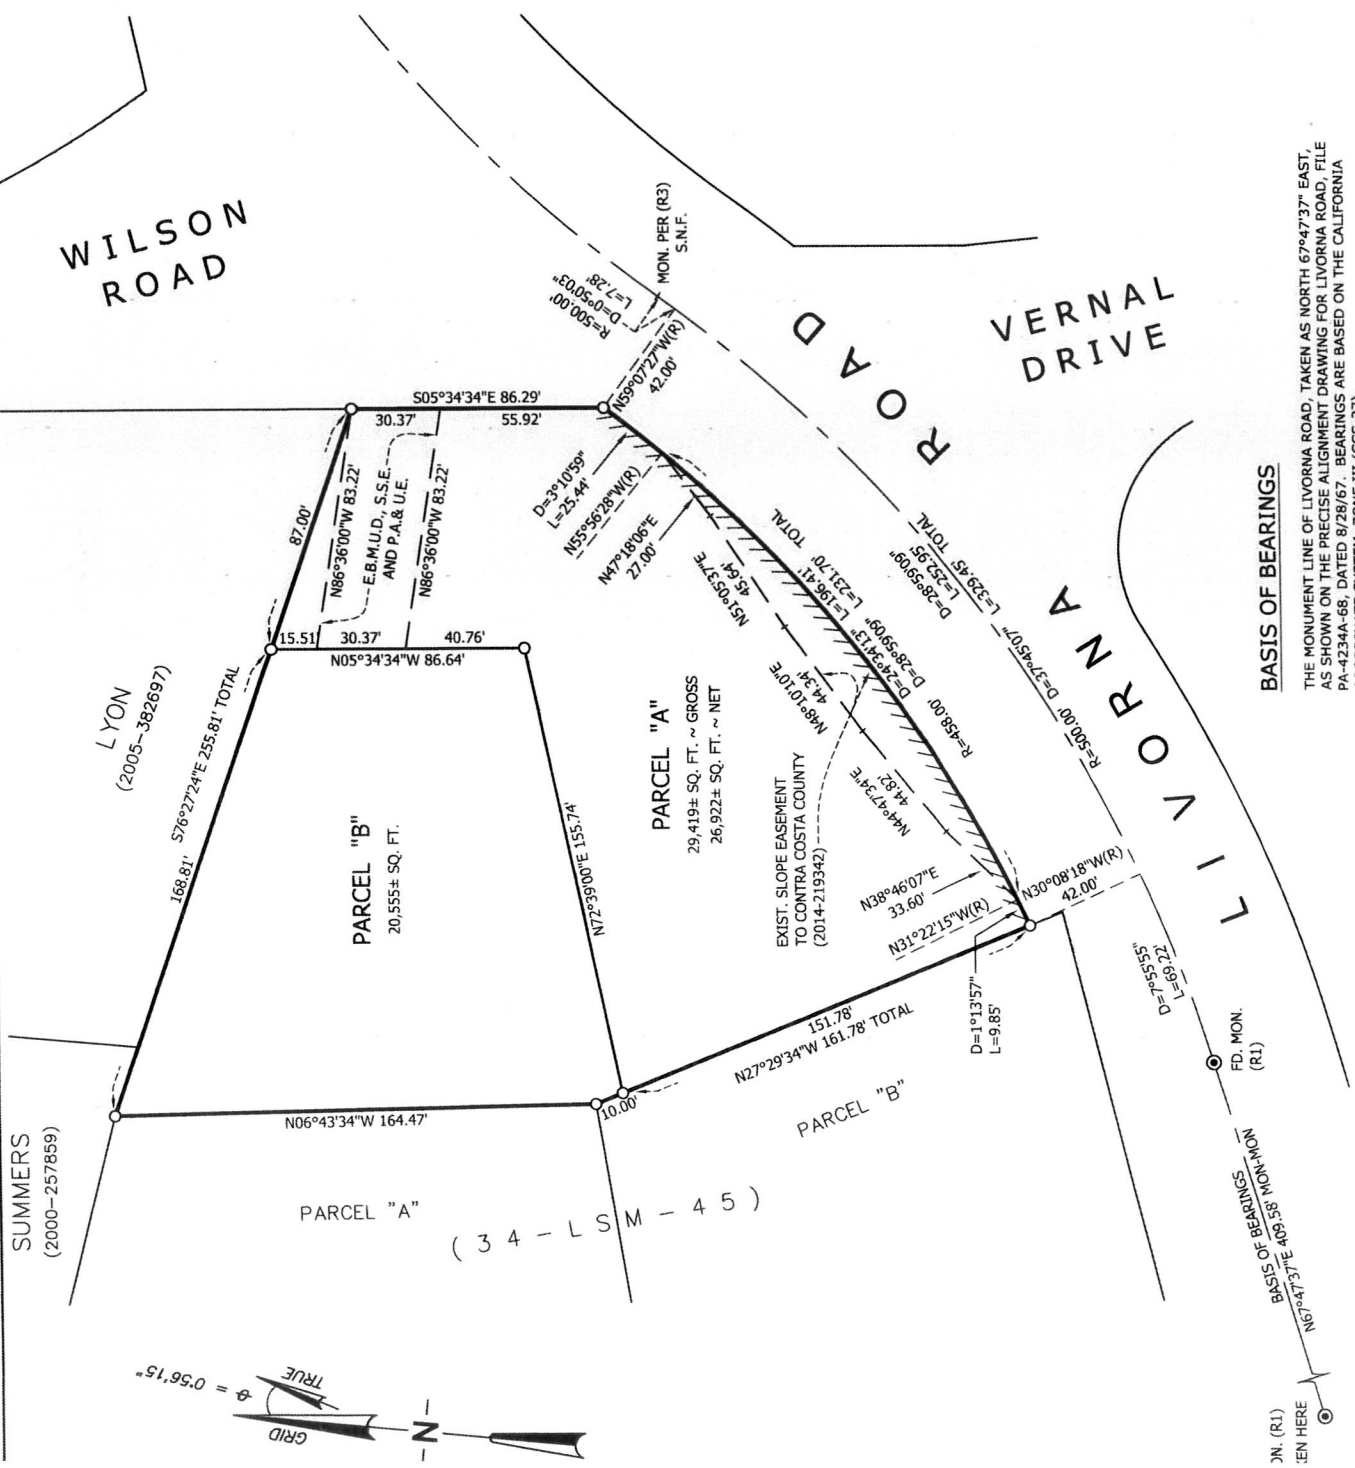 WILSON
ROAD
MON. PER (R3)
S.N.F.
R=500.00'
D=0°50'03"
L=7.28'
N59°07'27"W(R)
42.00'
S05°34'34"E 86.29'
30.37' 55.92'
87.00'
N86°36'00"W 83.22'
E.B.M.U.D., S.S.E.
AND P.A.& U.E.
N86°36'00"W 83.22'
15.51' 30.37' 40.76'
N05°34'34"W 86.64'
D=3°10'59"
L=25.44'
N55°56'28"W(R)
N47°18'06"E
27.00'
N51°05'37"E
45.64'
N48°10'10"E
44.34'
N44°47'34"E
44.82'
N38°46'07"E
33.60'
N31°22'15"W(R)
D=24°34'13" L=196.41'
D=28°59'09" L=231.70' TOTAL
R=458.00'
D=28°59'09"
L=252.95'
R=500.00' D=37°45'07" L=329.45' TOTAL
VERNAL
DRIVE
LIVORNA ROAD
LYON
(2005-382697)
S76°27'24"E 255.81' TOTAL
168.81'
PARCEL "B"
20,555± SQ. FT.
N72°39'00"E 155.74'
PARCEL "A"
29,419± SQ. FT. ~ GROSS
26,922± SQ. FT. ~ NET
EXIST. SLOPE EASEMENT
TO CONTRA COSTA COUNTY
(2014-219342)
N30°08'18"W(R)
42.00'
D=1°13'57"
L=9.85'
151.78'
N27°29'34"W 161.78' TOTAL
10.00'
N06°43'34"W 164.47'
SUMMERS
(2000-257859)
PARCEL "A"
PARCEL "B"
( 3 4 - L S M - 4 5 )
D=7°55'55"
L=69.22'
FD. MON.
(R1)
BASIS OF BEARINGS
N67°47'37"E 409.58' MON-MON
ON. (R1)
KEN HERE
θ = 0°56'15"
TRUE
GRID
N
BASIS OF BEARINGS
THE MONUMENT LINE OF LIVORNA ROAD, TAKEN AS NORTH 67°47'37" EAST,
AS SHOWN ON THE PRECISE ALIGNMENT DRAWING FOR LIVORNA ROAD, FILE
PA-4234A-68, DATED 8/28/67. BEARINGS ARE BASED ON THE CALIFORNIA